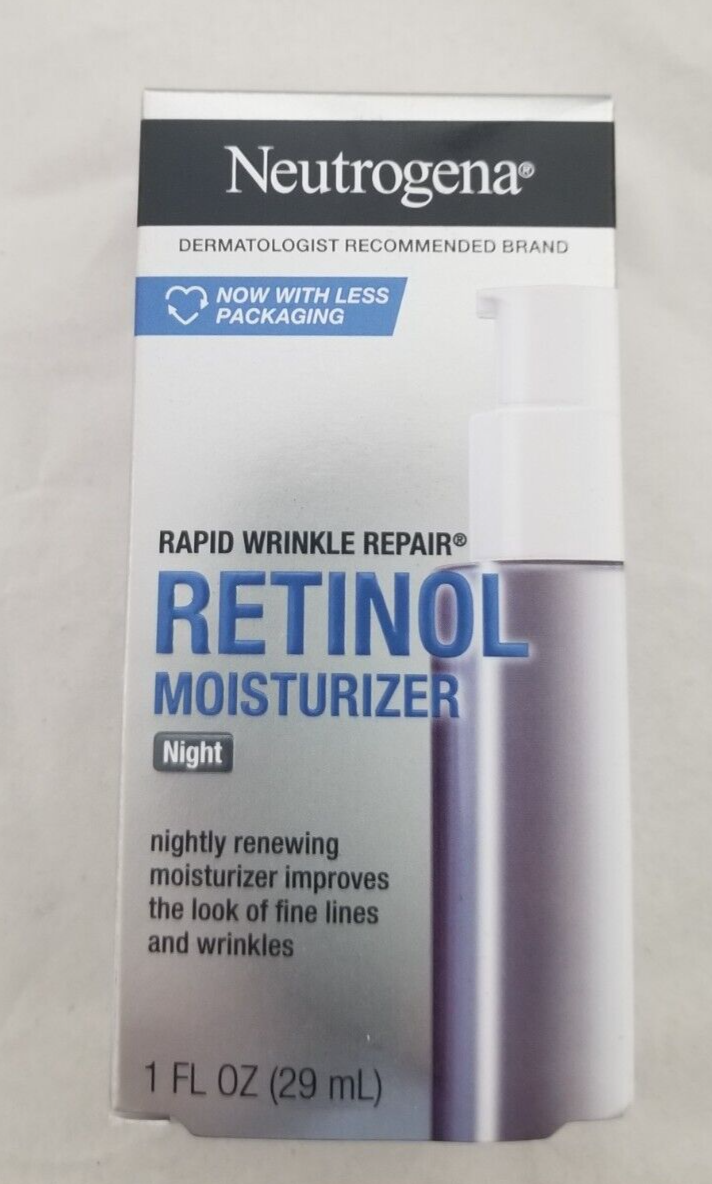 Neutrogena®
DERMATOLOGIST RECOMMENDED BRAND
NOW WITH LESS
PACKAGING
RAPID WRINKLE REPAIR®
RETINOL
MOISTURIZER
Night
nightly renewing
moisturizer improves
the look of fine lines
and wrinkles
1 FL OZ (29 mL)